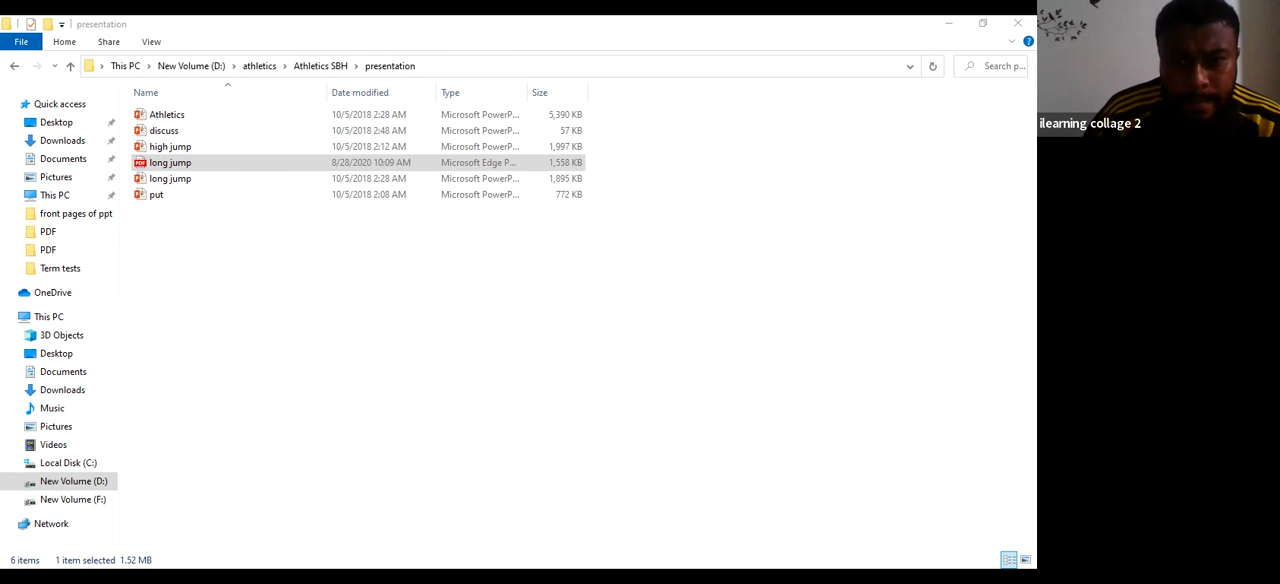 presentation
File Home Share View
This PC > New Volume (D:) > athletics > Athletics SBH > presentation
Search p...
Name Date modified Type Size
Athletics 10/5/2018 2:28 AM Microsoft PowerP... 5,390 KB
discuss 10/5/2018 2:48 AM Microsoft PowerP... 57 KB
high jump 10/5/2018 2:12 AM Microsoft PowerP... 1,997 KB
long jump 8/28/2020 10:09 AM Microsoft Edge P... 1,558 KB
long jump 10/5/2018 2:28 AM Microsoft PowerP... 1,895 KB
put 10/5/2018 2:08 AM Microsoft PowerP... 772 KB
Quick access
Desktop
Downloads
Documents
Pictures
This PC
front pages of ppt
PDF
PDF
Term tests
OneDrive
This PC
3D Objects
Desktop
Documents
Downloads
Music
Pictures
Videos
Local Disk (C:)
New Volume (D:)
New Volume (F:)
Network
6 items 1 item selected 1.52 MB
ilearning collage 2